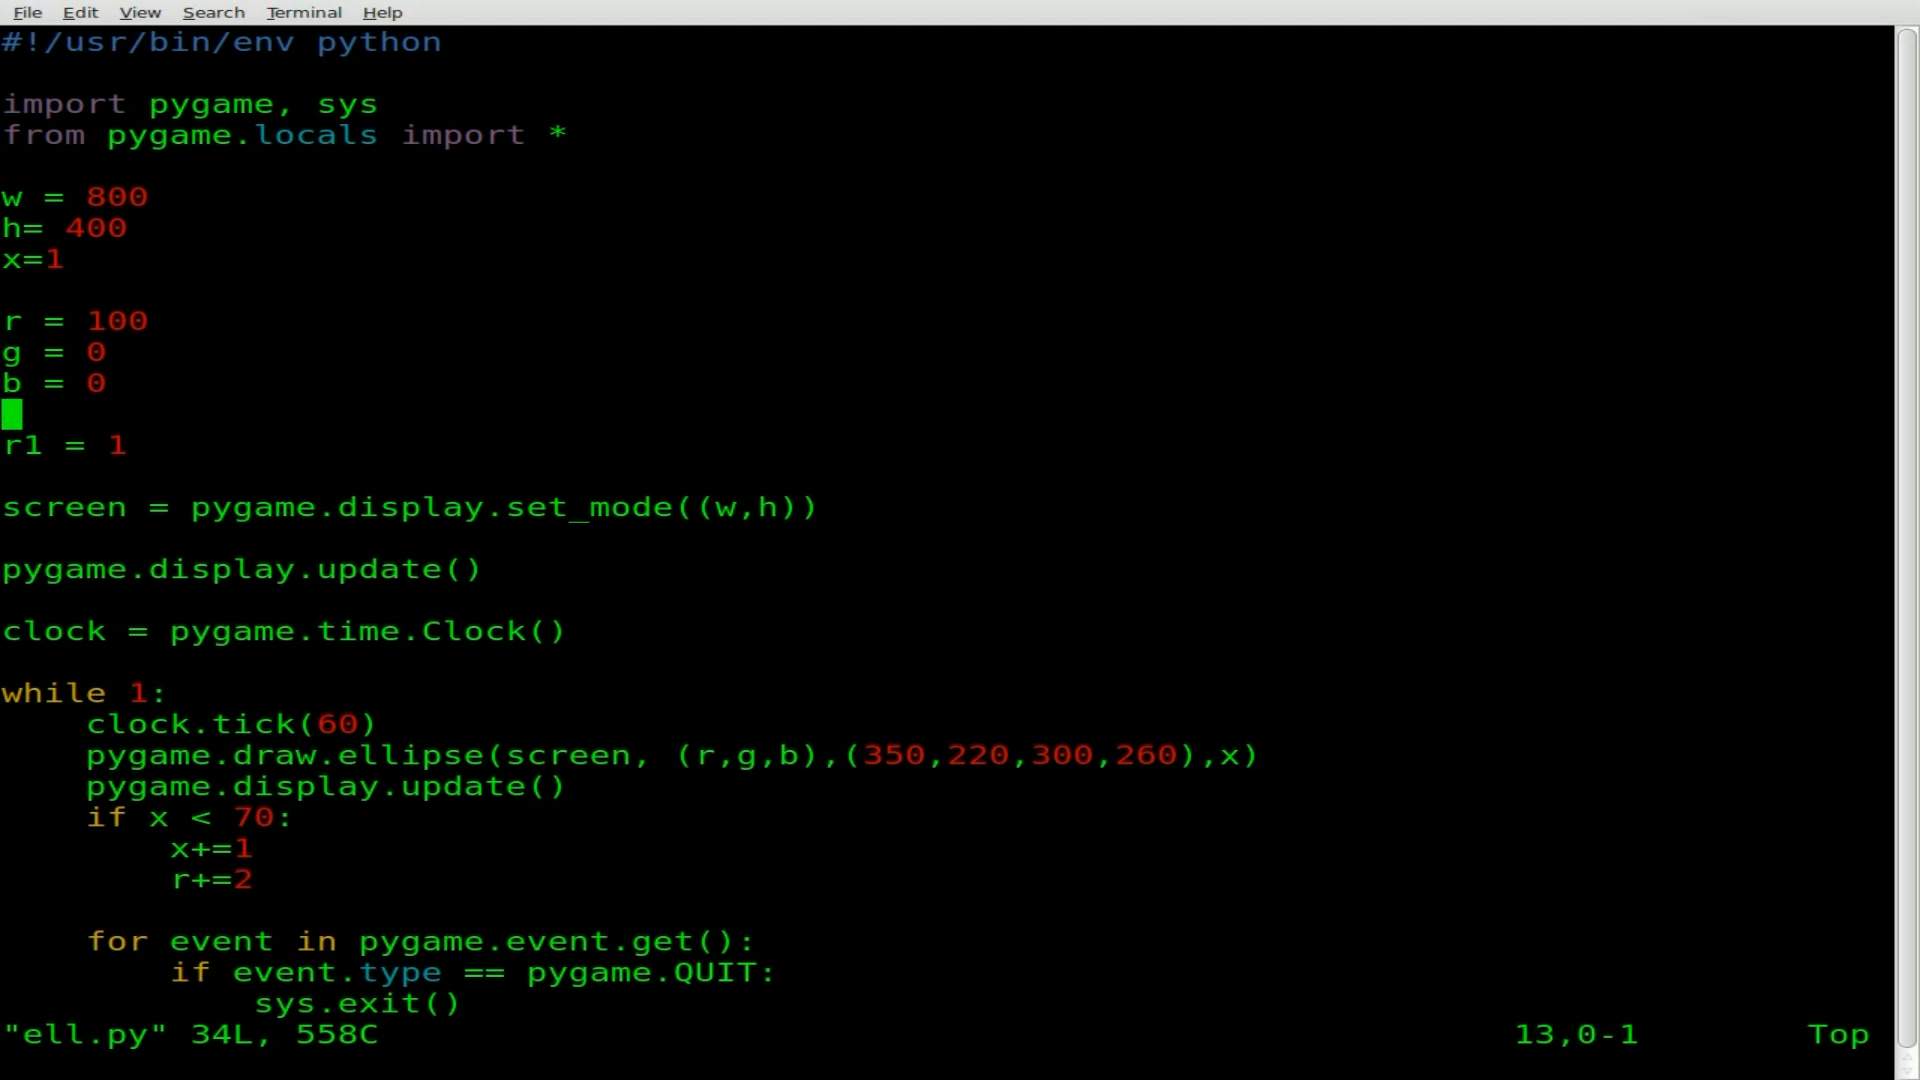 File Edit View Search Terminal Help
#!/usr/bin/env python
import pygame, sys
from pygame.locals import *
w = 800
h= 400
x=1
r = 100
g = 0
b = 0
r1 = 1
screen = pygame.display.set_mode((w,h))
pygame.display.update()
clock = pygame.time.Clock()
while 1:
    clock.tick(60)
    pygame.draw.ellipse(screen, (r,g,b),(350,220,300,260),x)
    pygame.display.update()
    if x < 70:
        x+=1
        r+=2
    for event in pygame.event.get():
        if event.type == pygame.QUIT:
            sys.exit()
"ell.py" 34L, 558C 13,0-1 Top